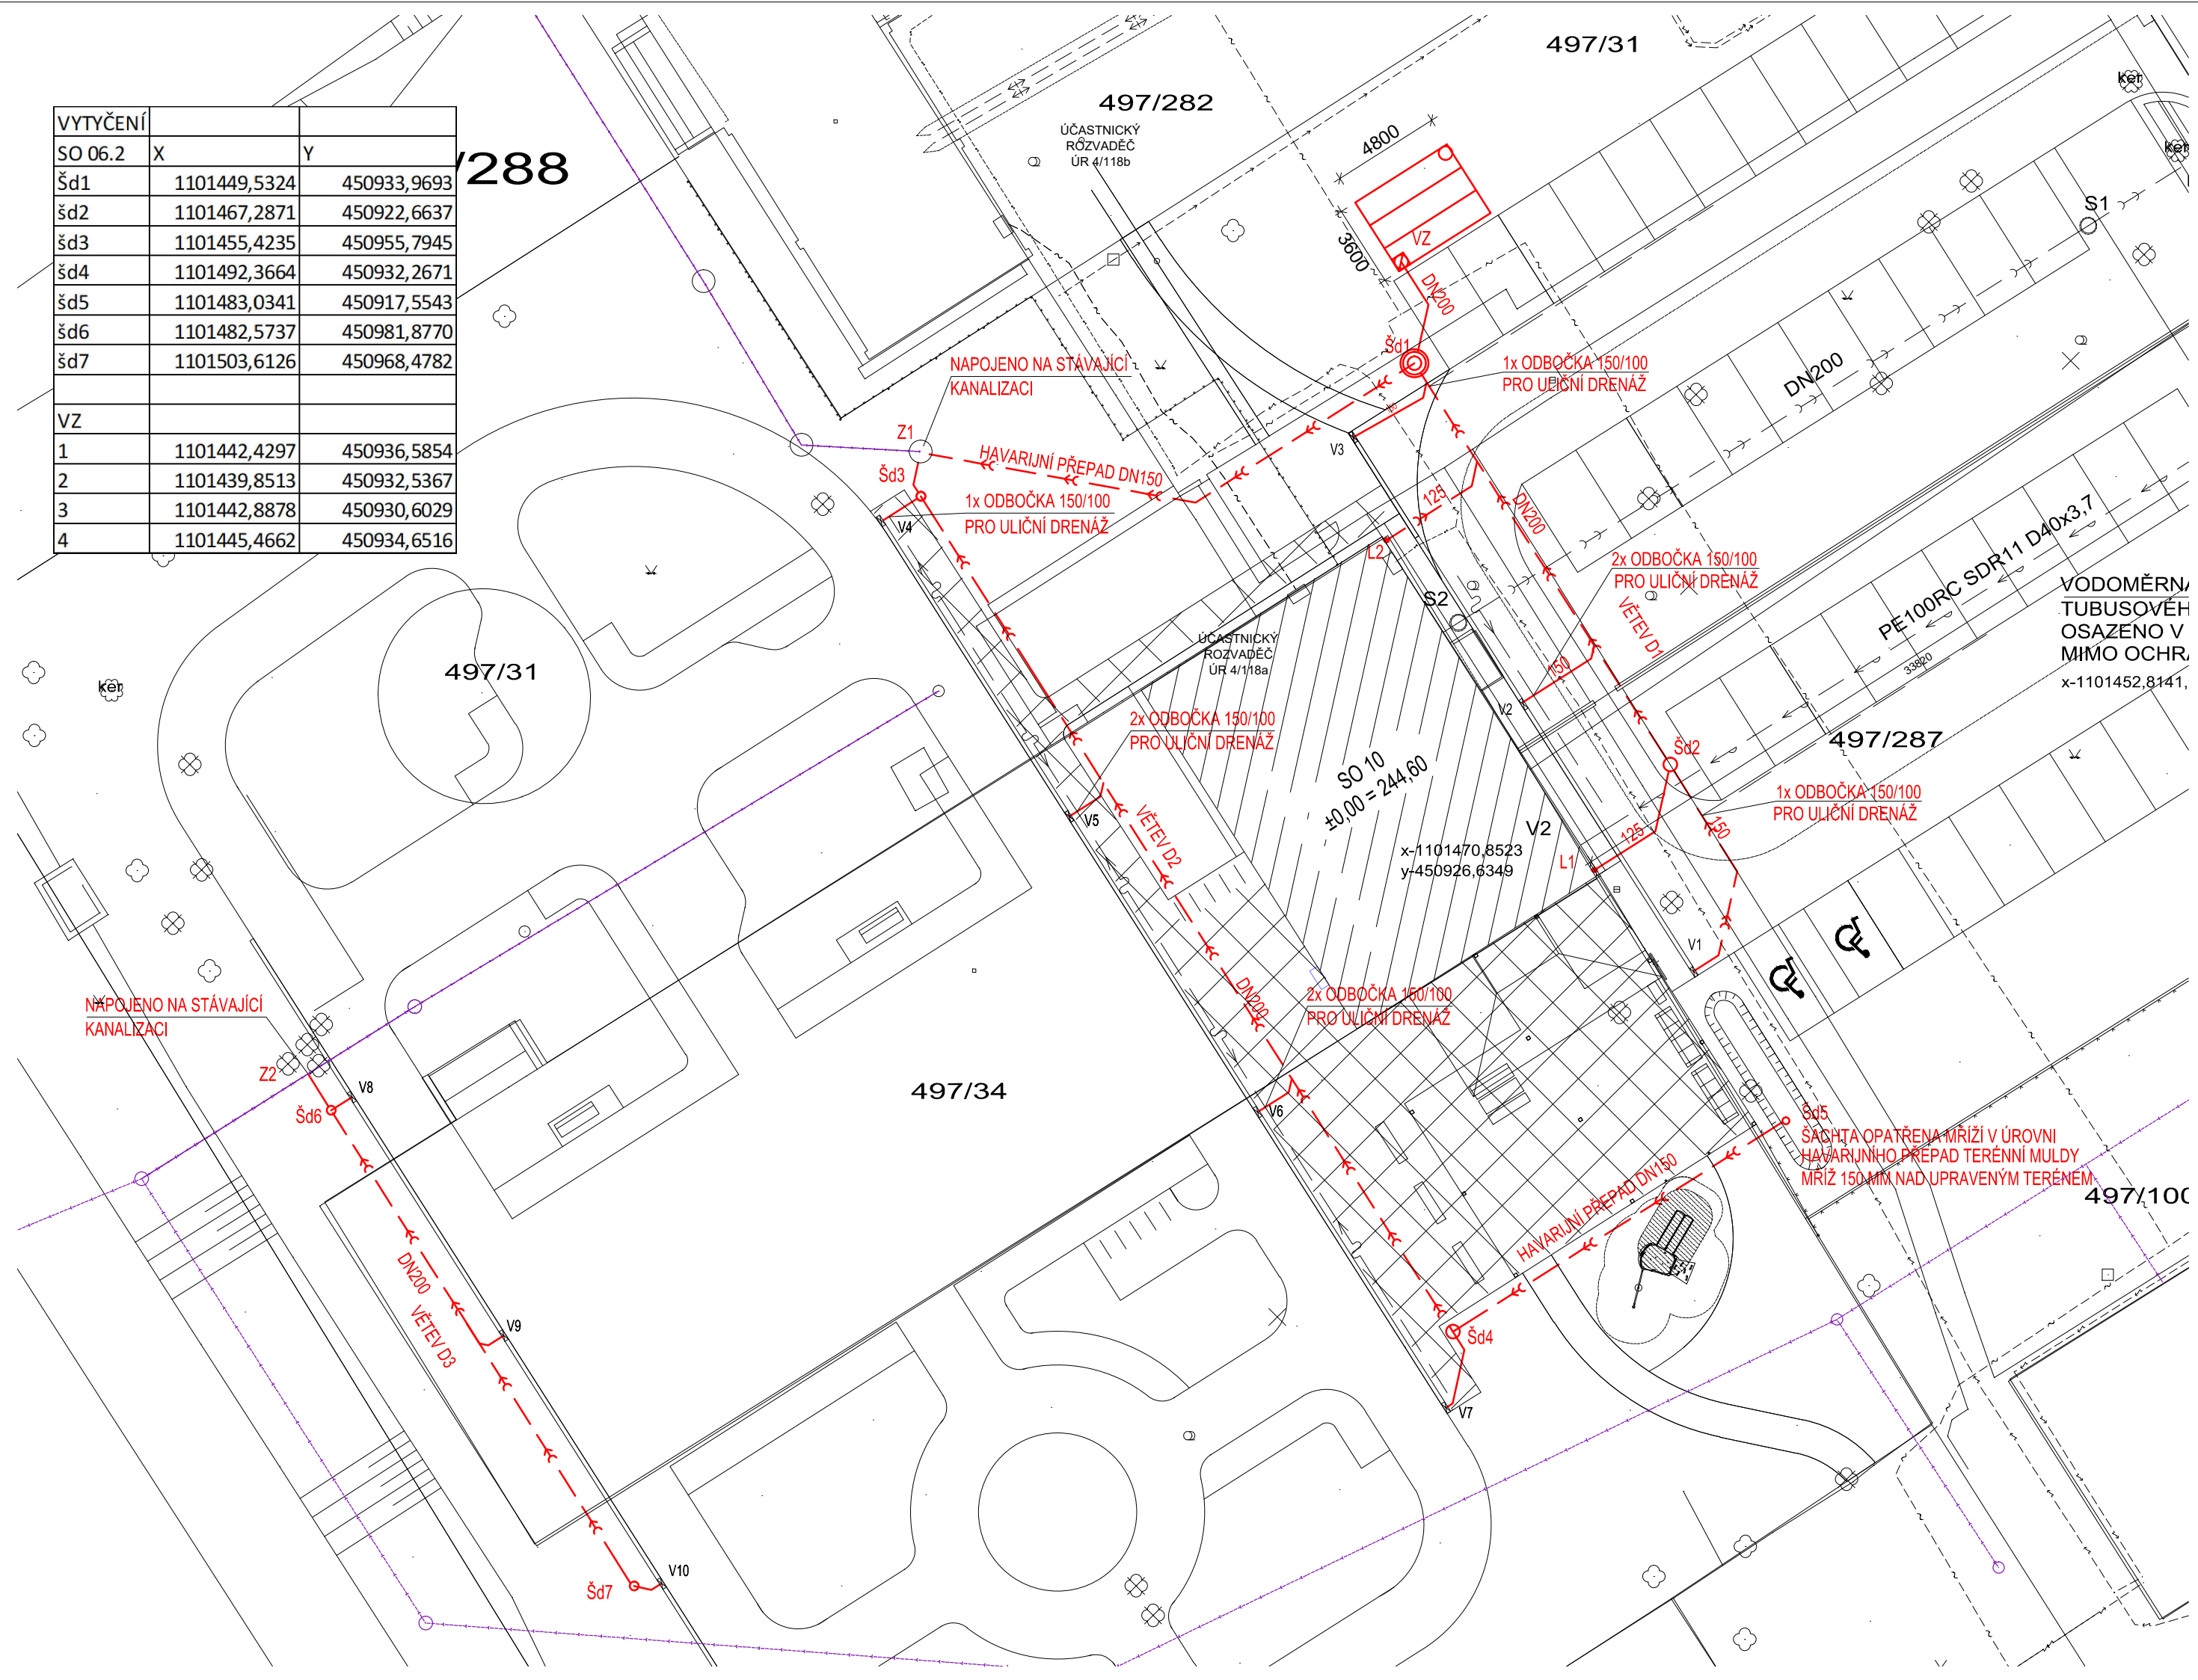 VYTYČENÍ
SO 06.2 X Y
Šd1 1101449,5324 450933,9693
šd2 1101467,2871 450922,6637
šd3 1101455,4235 450955,7945
šd4 1101492,3664 450932,2671
šd5 1101483,0341 450917,5543
šd6 1101482,5737 450981,8770
šd7 1101503,6126 450968,4782
VZ
1 1101442,4297 450936,5854
2 1101439,8513 450932,5367
3 1101442,8878 450930,6029
4 1101445,4662 450934,6516
/288
497/31
497/282
ÚČASTNICKÝ
ROZVADĚČ
ÚR 4/118b
4800
3600
VZ
DN200
Šd1
ker
ker
S1
1x ODBOČKA 150/100
PRO ULIČNÍ DRENÁŽ
DN200
NAPOJENO NA STÁVAJÍCÍ
KANALIZACI
Z1
Šd3
HAVARIJNÍ PŘEPAD DN150
1x ODBOČKA 150/100
PRO ULIČNÍ DRENÁŽ
V4
V3
125
DN200
L2
S2
2x ODBOČKA 150/100
PRO ULIČNÍ DRENÁŽ
VĚTEV D1
150
V2
PE100RC SDR11 D40x3,7
33820
VODOMĚRNA
TUBUSOVÉH
OSAZENO V
MIMO OCHRA
x-1101452,8141,
497/31
ker
ÚČASTNICKÝ
ROZVADĚČ
ÚR 4/118a
2x ODBOČKA 150/100
PRO ULIČNÍ DRENÁŽ
V5
VĚTEV D2
SO 10
±0,00 = 244,60
V2
x-1101470,8523
y-450926,6349
L1
125
Šd2
497/287
1x ODBOČKA 150/100
PRO ULIČNÍ DRENÁŽ
150
V1
NAPOJENO NA STÁVAJÍCÍ
KANALIZACI
Z2
V8
Šd6
DN200
2x ODBOČKA 150/100
PRO ULIČNÍ DRENÁŽ
V6
497/34
Šd5
ŠACHTA OPATŘENA MŘÍŽÍ V ÚROVNI
HAVARIJNÍHO PŘEPAD TERÉNNÍ MULDY
MŘÍŽ 150 MM NAD UPRAVENÝM TERÉNEM
497/100
HAVARIJNÍ PŘEPAD DN150
Šd4
V7
DN200
VĚTEV D3
V9
V10
Šd7